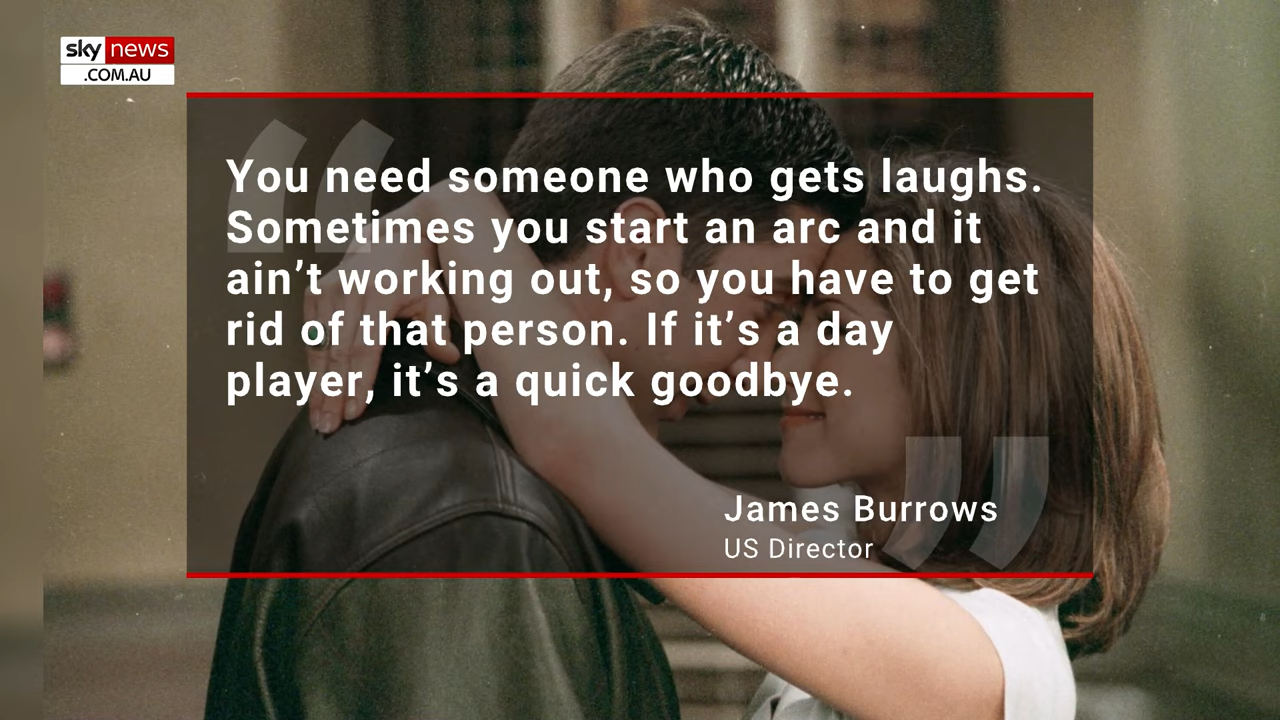 sky news
.COM.AU
You need someone who gets laughs.
Sometimes you start an arc and it
ain’t working out, so you have to get
rid of that person. If it’s a day
player, it’s a quick goodbye.
James Burrows
US Director